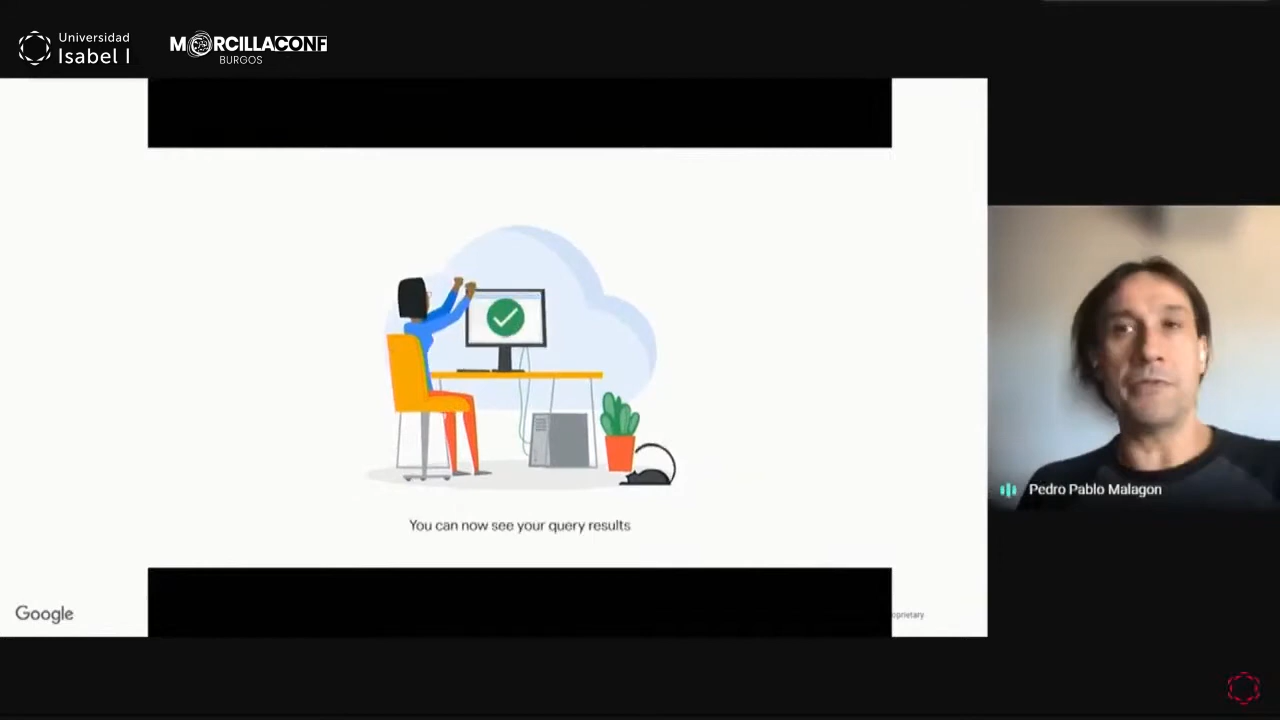 Universidad
Isabel I
MORCILLACONF
BURGOS
You can now see your query results
Pedro Pablo Malagon
Google